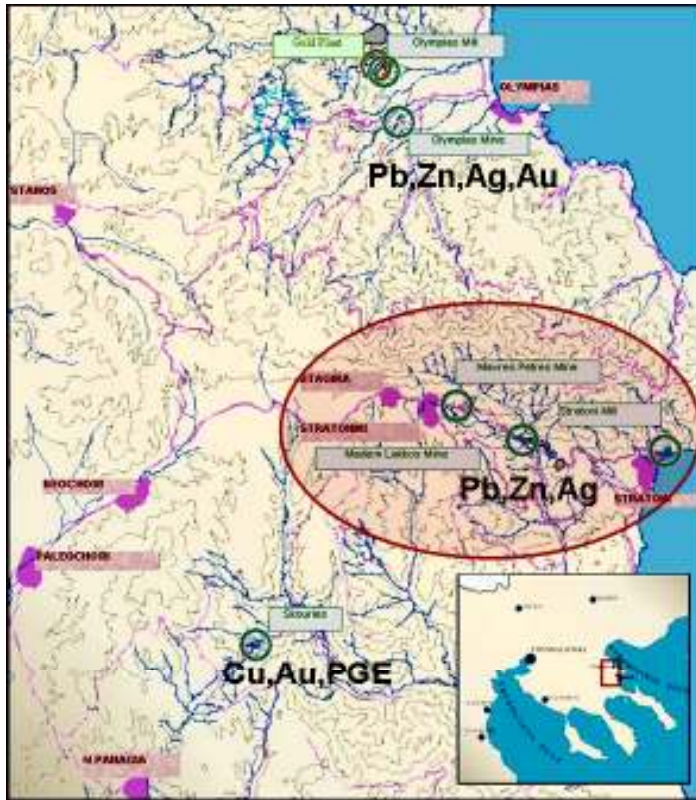 Gold Plant
Olympias Mill
OLYMPIAS
Olympias Mine
Pb,Zn,Ag,Au
STANOS
Mavres Petres Mine
STAGIRA
Stratoni Mill
STRATONIKI
Madem Lakkos Mine
Pb,Zn,Ag
STRATONI
NEOCHORI
PALEOCHORI
Skouries
Cu,Au,PGE
N.PANAGIA